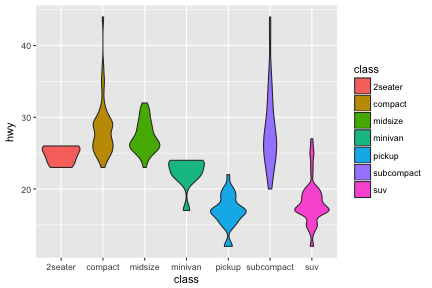 hwy
40
30
20
2seater compact midsize minivan pickup subcompact suv
class
class
2seater
compact
midsize
minivan
pickup
subcompact
suv